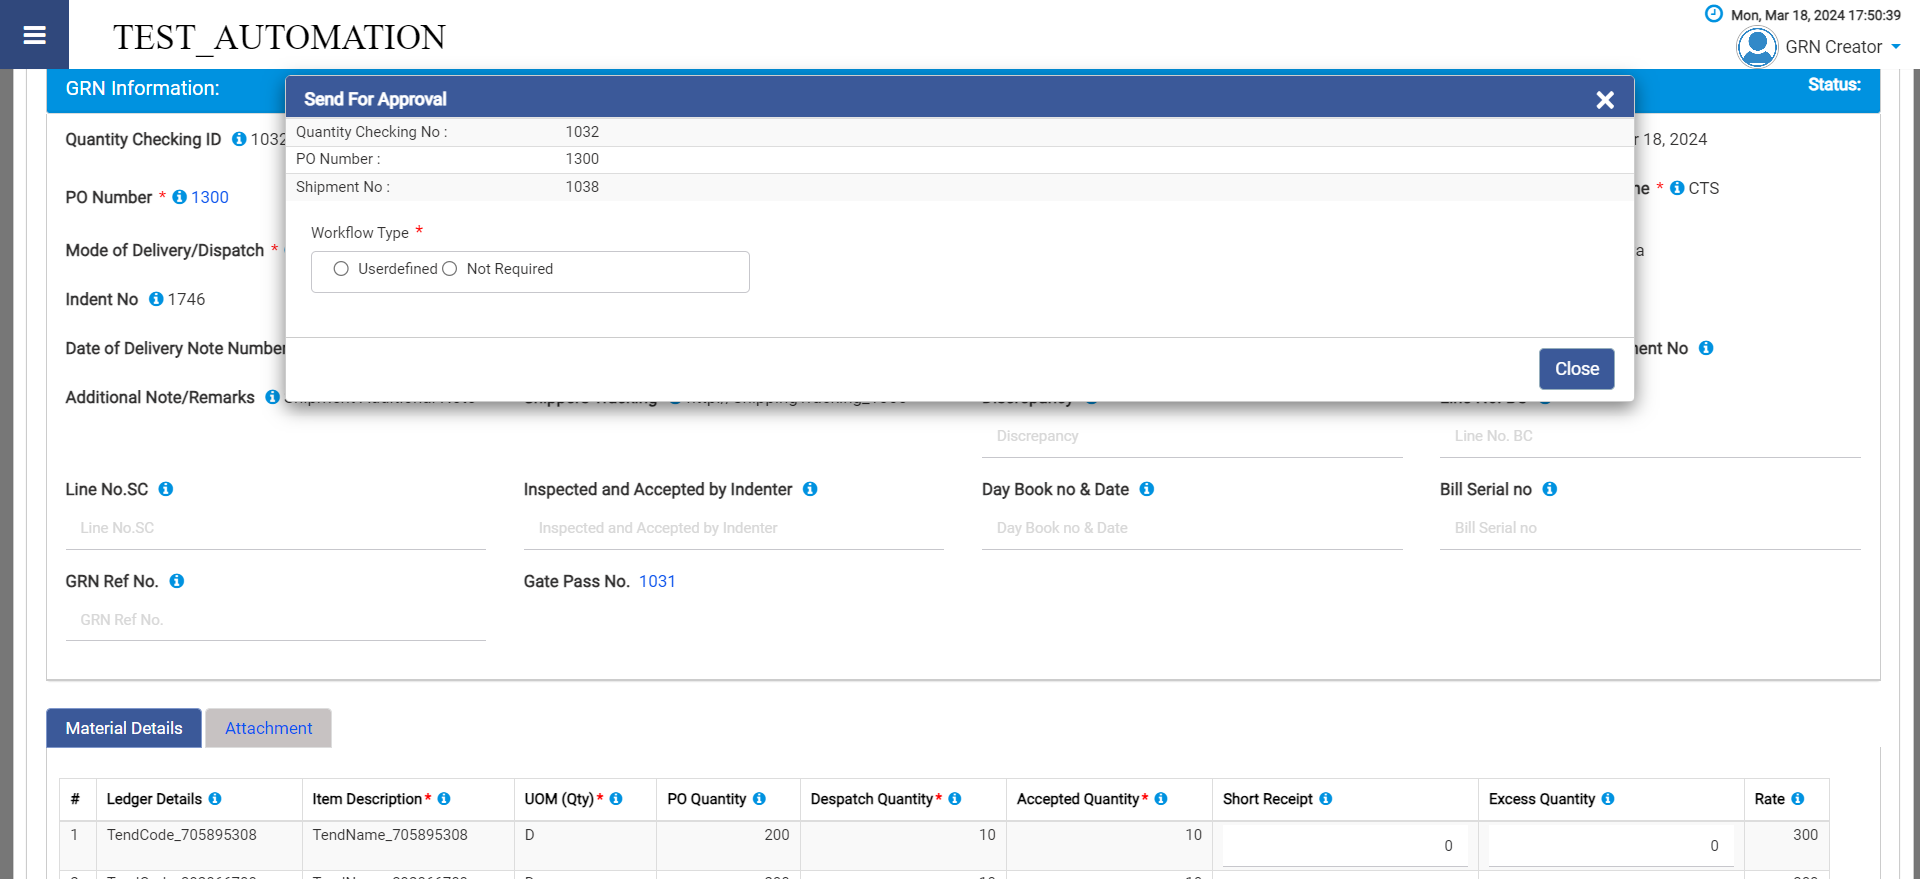 TEST_AUTOMATION
Mon, Mar 18, 2024 17:50:39
GRN Creator
GRN Information:
Status:
Send For Approval
Quantity Checking No : 1032
PO Number : 1300
Shipment No : 1038
Workflow Type *
Userdefined Not Required
Close
Quantity Checking ID 1032
18, 2024
PO Number * 1300
* CTS
Mode of Delivery/Dispatch *
Indent No 1746
Date of Delivery Note Number
No
Additional Note/Remarks
Discrepancy
Line No. BC
Line No.SC
Inspected and Accepted by Indenter
Day Book no & Date
Bill Serial no
Line No.SC
Inspected and Accepted by Indenter
Day Book no & Date
Bill Serial no
GRN Ref No.
Gate Pass No. 1031
GRN Ref No.
Material Details
Attachment
# Ledger Details Item Description* UOM (Qty)* PO Quantity Despatch Quantity* Accepted Quantity* Short Receipt Excess Quantity Rate
1 TendCode_705895308 TendName_705895308 D 200 10 10 0 0 300